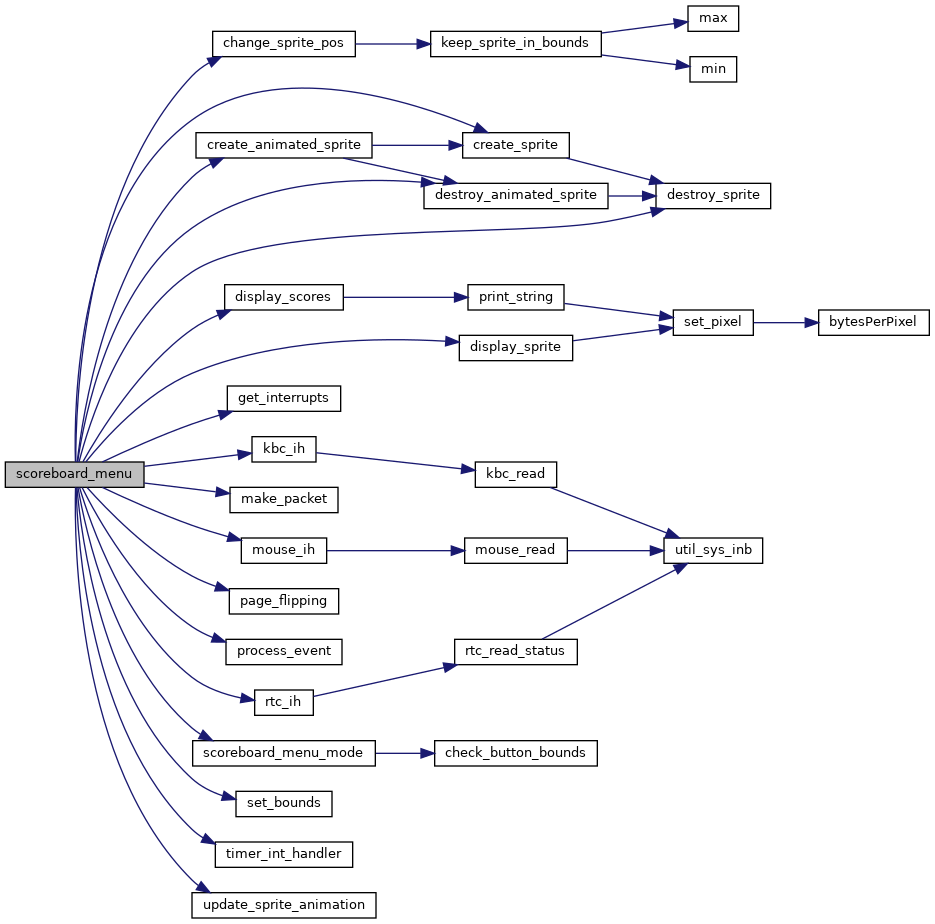 max
change_sprite_pos
keep_sprite_in_bounds
min
create_animated_sprite
create_sprite
destroy_animated_sprite
destroy_sprite
display_scores
print_string
set_pixel
bytesPerPixel
display_sprite
get_interrupts
kbc_ih
scoreboard_menu
kbc_read
make_packet
mouse_ih
mouse_read
util_sys_inb
page_flipping
process_event
rtc_read_status
rtc_ih
scoreboard_menu_mode
check_button_bounds
set_bounds
timer_int_handler
update_sprite_animation